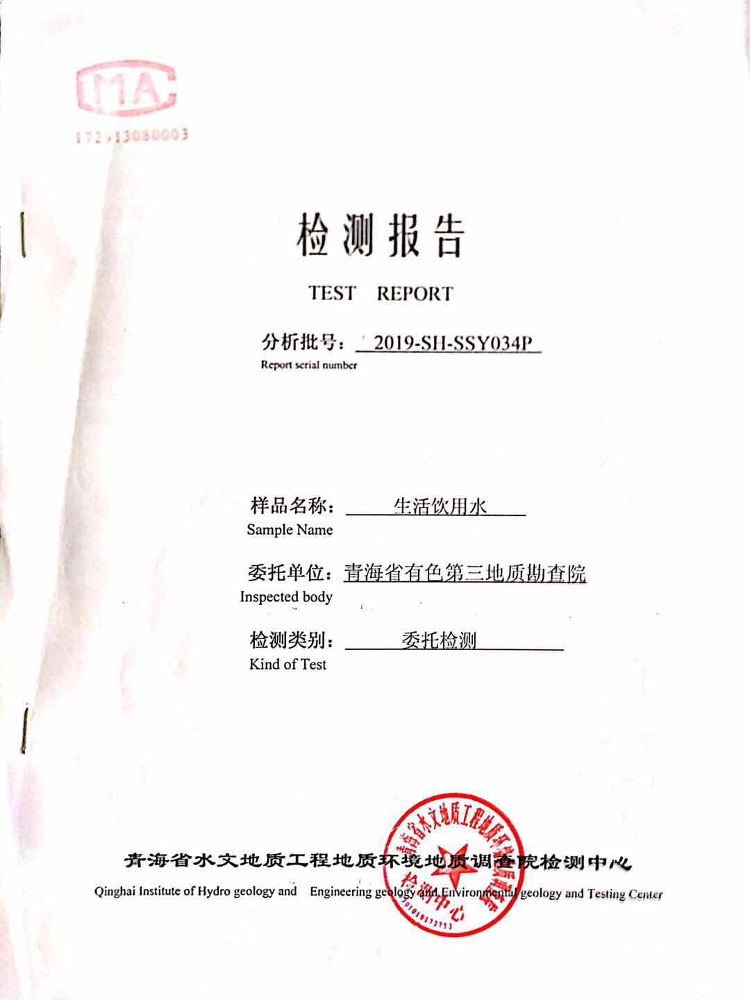 CMA
检测报告
TEST REPORT
分析批号： 2019-SH-SSY034P
Report serial number
样品名称： 生活饮用水
Sample Name
委托单位：青海省有色第三地质勘查院
Inspected body
检测类别： 委托检测
Kind of Test
青海省水文地质工程地质环境地质调查院检测中心
Qinghai Institute of Hydro geology and Engineering geology and Environmental geology and Testing Center
青海省水文地质工程地质环境地质调查院
检测中心